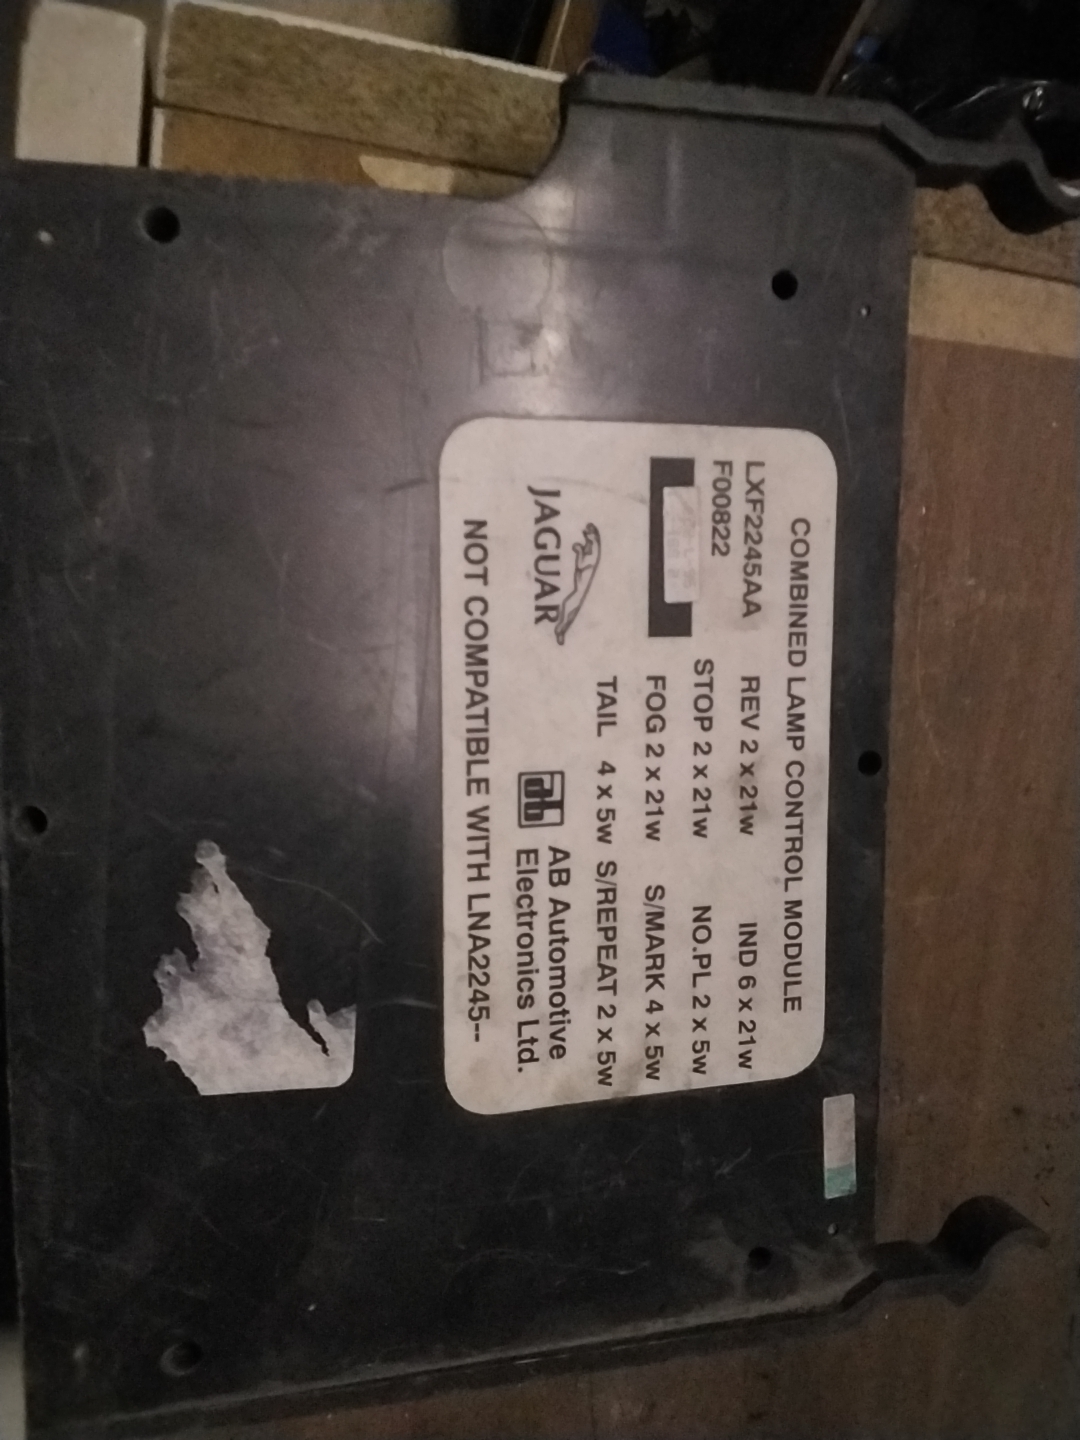 COMBINED LAMP CONTROL MODULE
LXF2245AA REV 2 x 21w IND 6 x 21w
F00822
STOP 2 x 21w NO.PL 2 x 5w
FOG 2 x 21w S/MARK 4 x 5w
TAIL 4 x 5w S/REPEAT 2 x 5w
JAGUAR
ab AB Automotive
Electronics Ltd.
NOT COMPATIBLE WITH LNA2245--